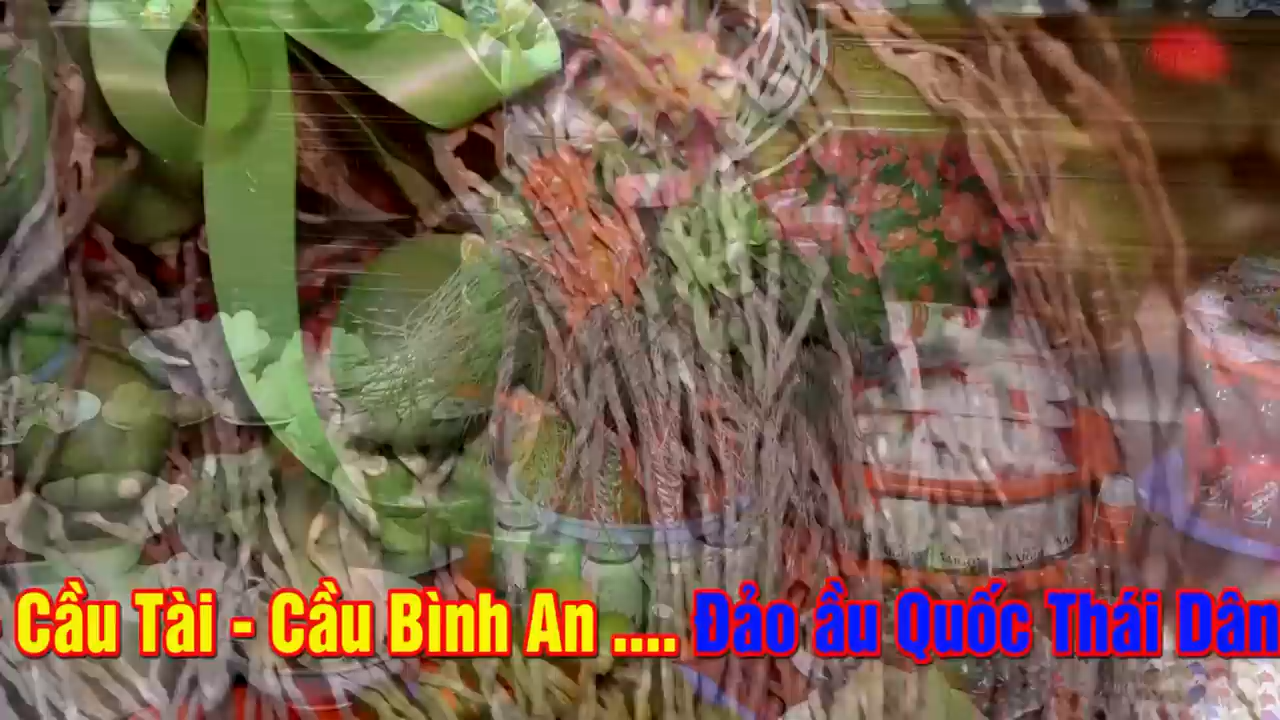 Cầu Tài - Cầu Bình An .... Đảo ầu Quốc Thái Dân